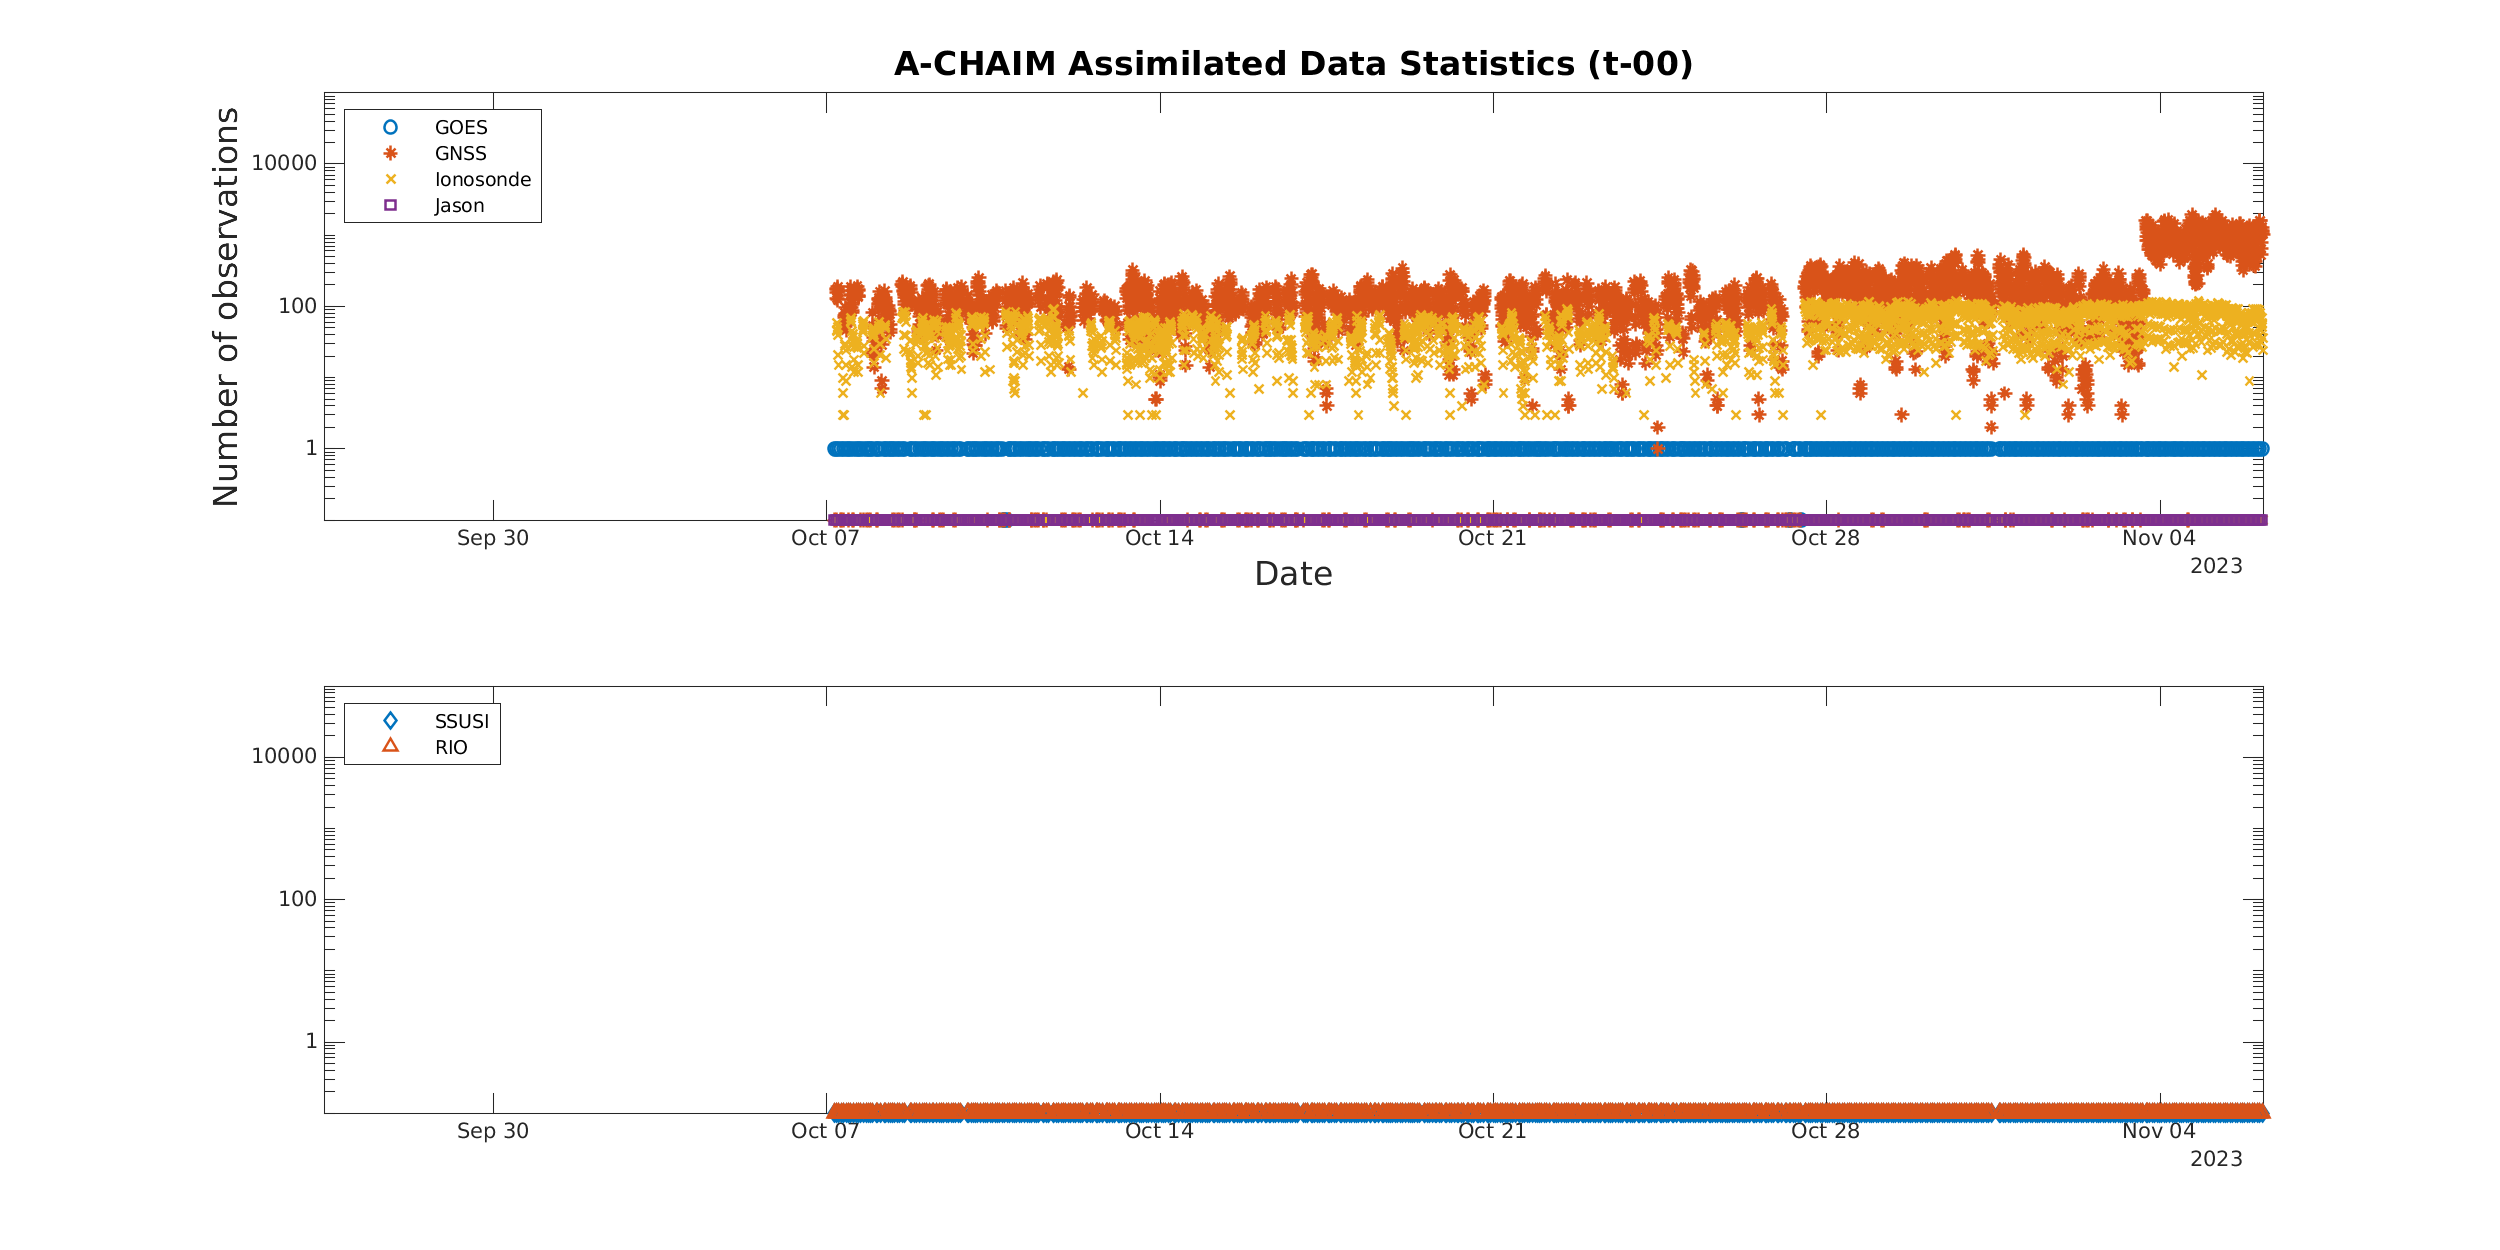 A-CHAIM Assimilated Data Statistics (t-00)
Number of observations
10000
100
1
GOES
GNSS
Ionosonde
Jason
Sep 30
Oct 07
Oct 14
Oct 21
Oct 28
Nov 04
2023
Date
10000
100
1
SSUSI
RIO
Sep 30
Oct 07
Oct 14
Oct 21
Oct 28
Nov 04
2023